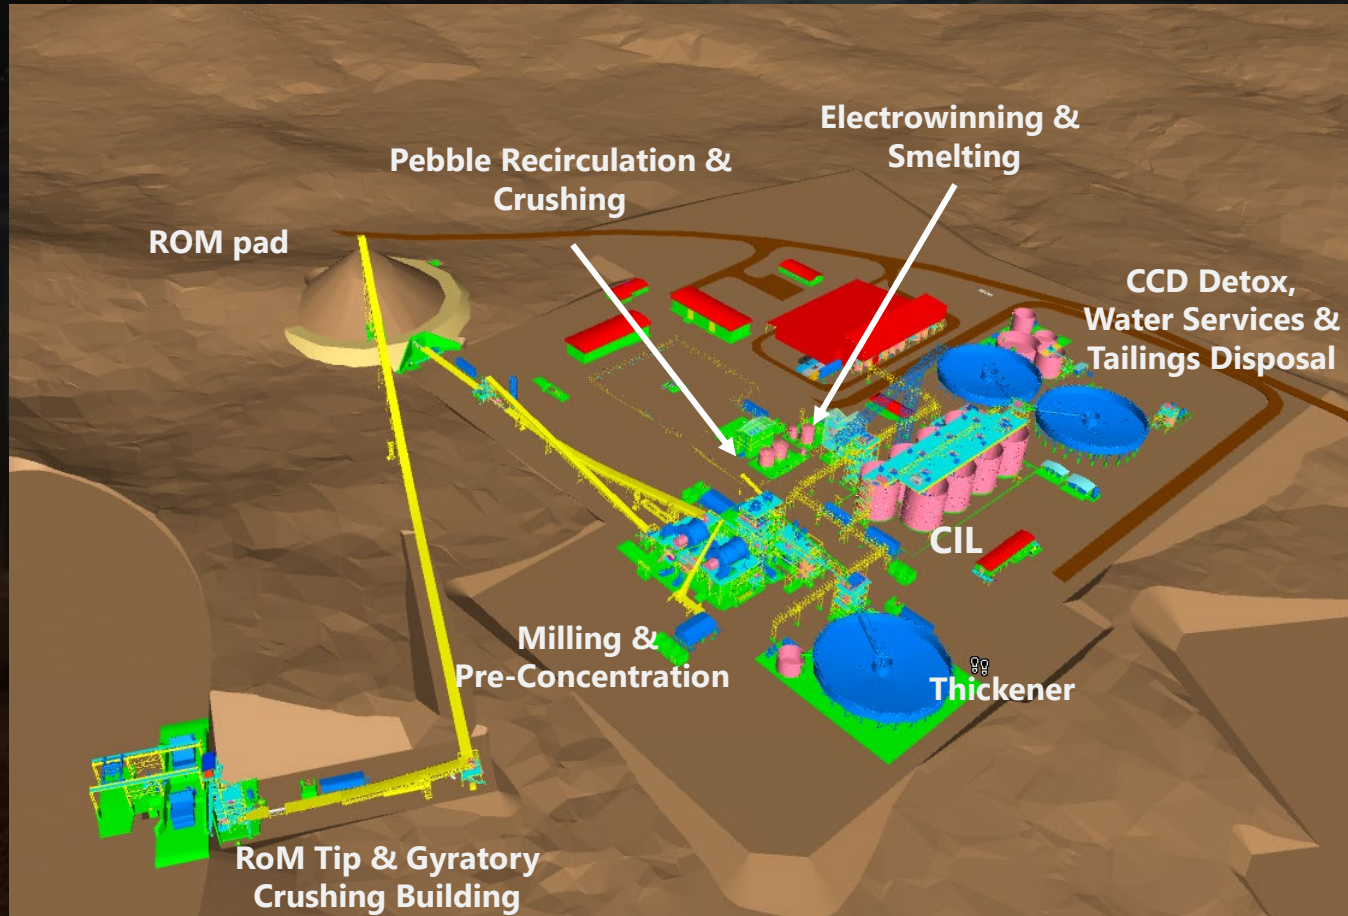 Electrowinning &
Smelting
Pebble Recirculation &
Crushing
ROM pad
CCD Detox,
Water Services &
Tailings Disposal
CIL
Milling &
Pre-Concentration
Thickener
RoM Tip & Gyratory
Crushing Building